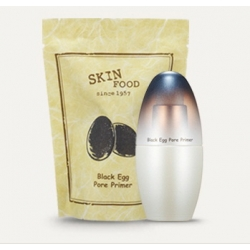 SKIN
FOOD
since 1957
Black Egg
Pore Primer
Black Egg Pore Primer